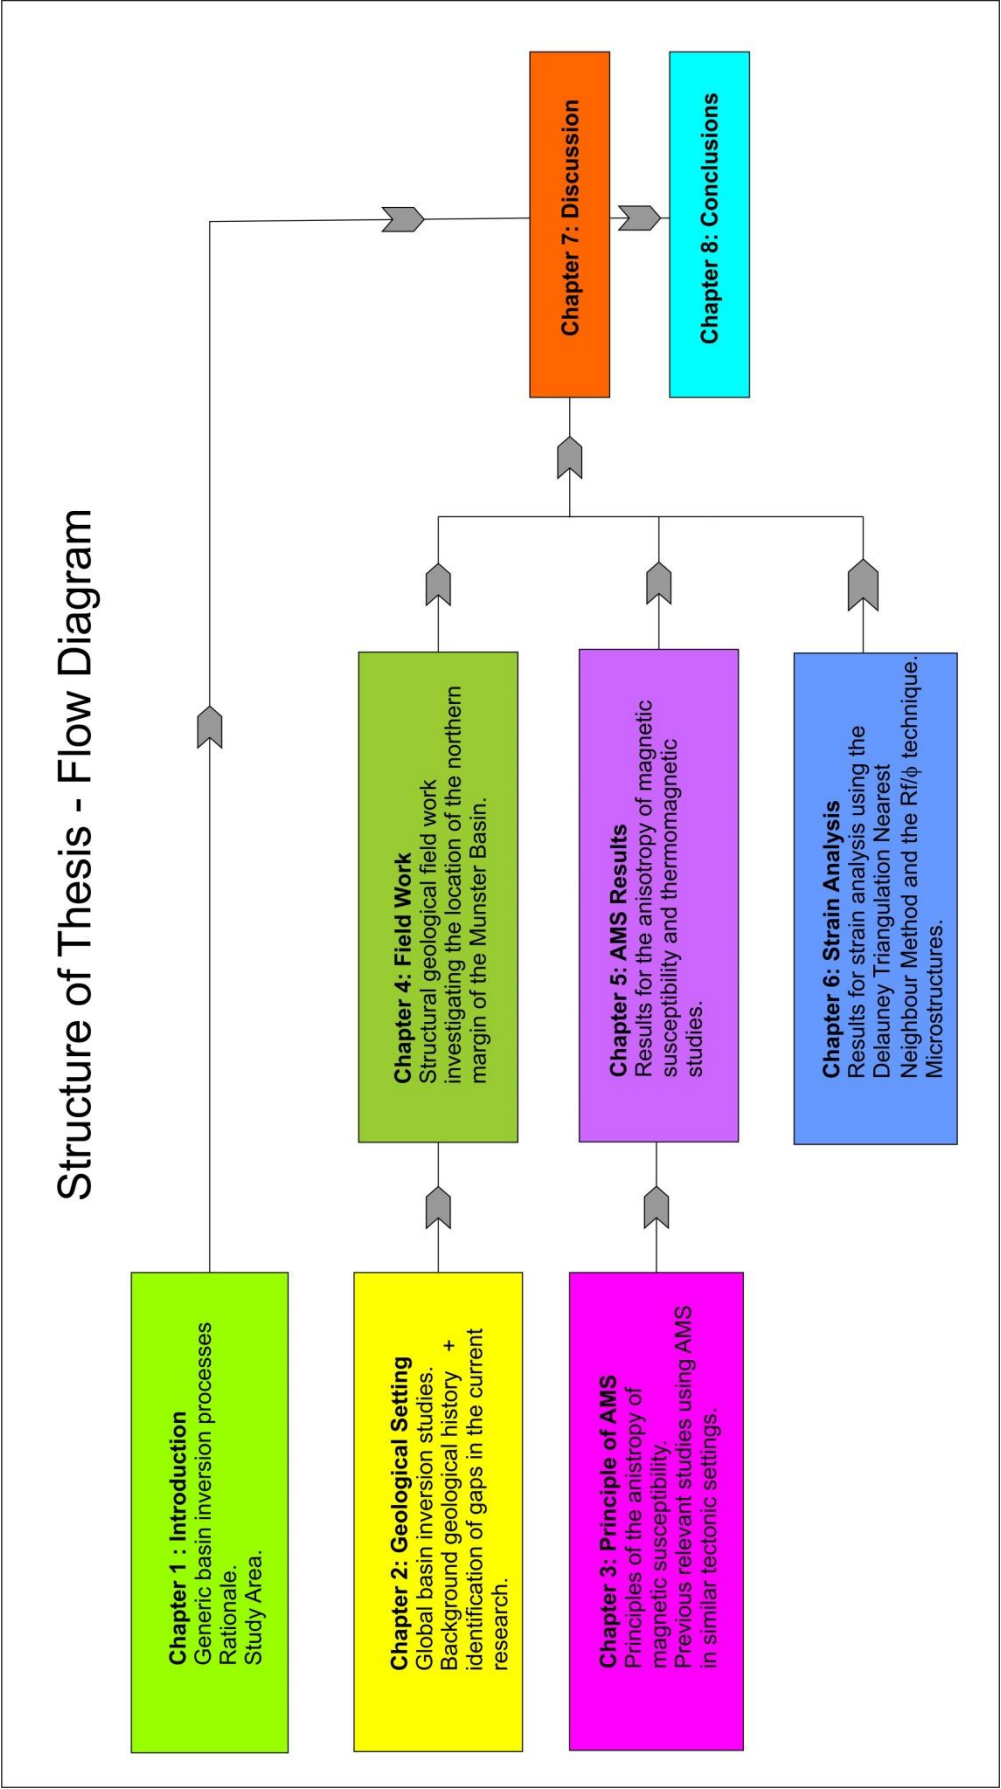 Structure of Thesis - Flow Diagram
Chapter 1 : Introduction
Generic basin inversion processes
Rationale.
Study Area.
Chapter 2: Geological Setting
Global basin inversion studies.
Background geological history +
identification of gaps in the current
research.
Chapter 3: Principle of AMS
Principles of the anistropy of
magnetic susceptibility.
Previous relevant studies using AMS
in similar tectonic settings.
Chapter 4: Field Work
Structural geological field work
investigating the location of the northern
margin of the Munster Basin.
Chapter 5: AMS Results
Results for the anisotropy of magnetic
susceptibility and thermomagnetic
studies.
Chapter 6: Strain Analysis
Results for strain analysis using the
Delauney Triangulation Nearest
Neighbour Method and the Rf/ϕ technique.
Microstructures.
Chapter 7: Discussion
Chapter 8: Conclusions